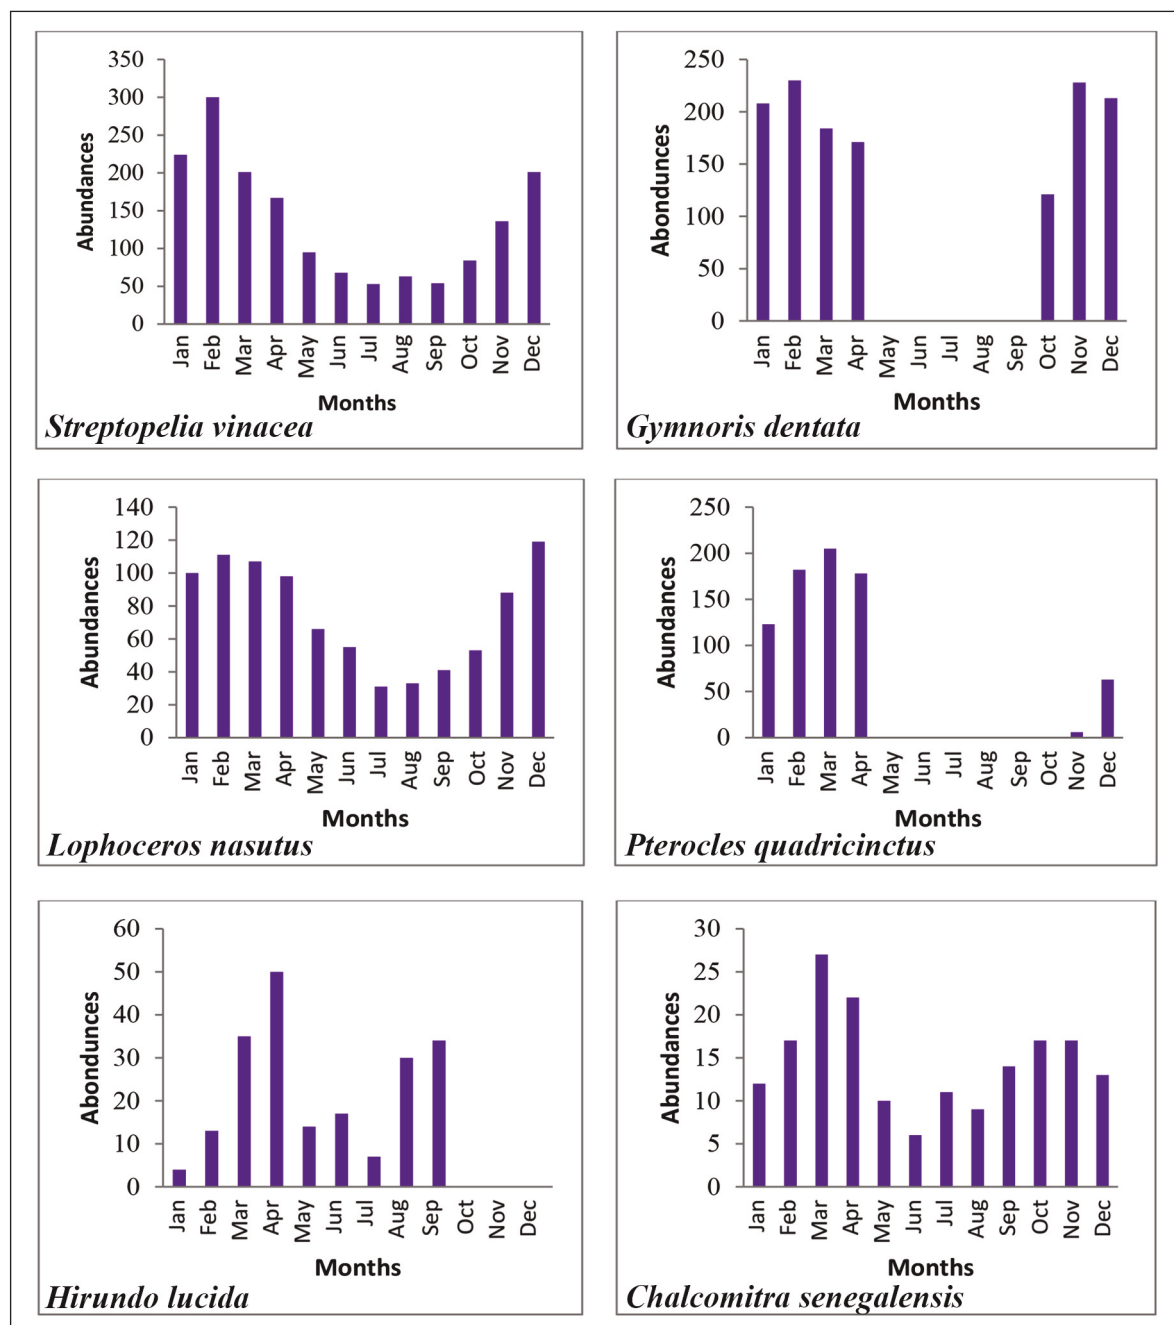 350
300
250
200
150
100
50
0
Abundances
Jan Feb Mar Apr May Jun Jul Aug Sep Oct Nov Dec
Months
Streptopelia vinacea
250
200
150
100
50
0
Abondunces
Jan Feb Mar Apr May Jun Jul Aug Sep Oct Nov Dec
Months
Gymnoris dentata
140
120
100
80
60
40
20
0
Abundances
Jan Feb Mar Apr May Jun Jul Aug Sep Oct Nov Dec
Months
Lophoceros nasutus
250
200
150
100
50
0
Abundances
Jan Feb Mar Apr May Jun Jul Aug Sep Oct Nov Dec
Months
Pterocles quadricinctus
60
50
40
30
20
10
0
Abondunces
Jan Feb Mar Apr May Jun Jul Aug Sep Oct Nov Dec
Months
Hirundo lucida
30
25
20
15
10
5
0
Abundances
Jan Feb Mar Apr May Jun Jul Aug Sep Oct Nov Dec
Months
Chalcomitra senegalensis